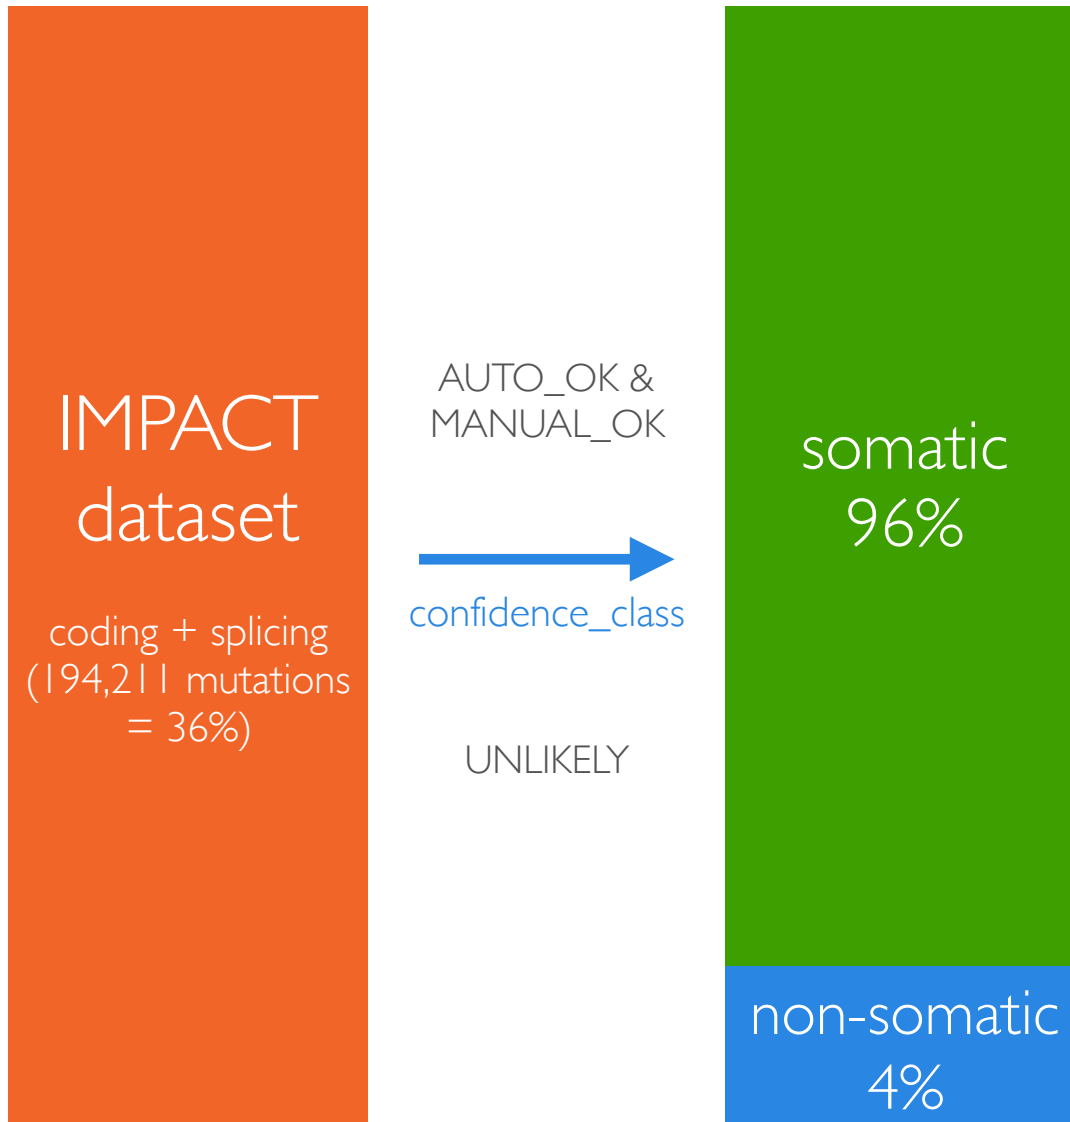 IMPACT
dataset
coding + splicing
(194,211 mutations
= 36%)
AUTO_OK &
MANUAL_OK
confidence_class
UNLIKELY
somatic
96%
non-somatic
4%